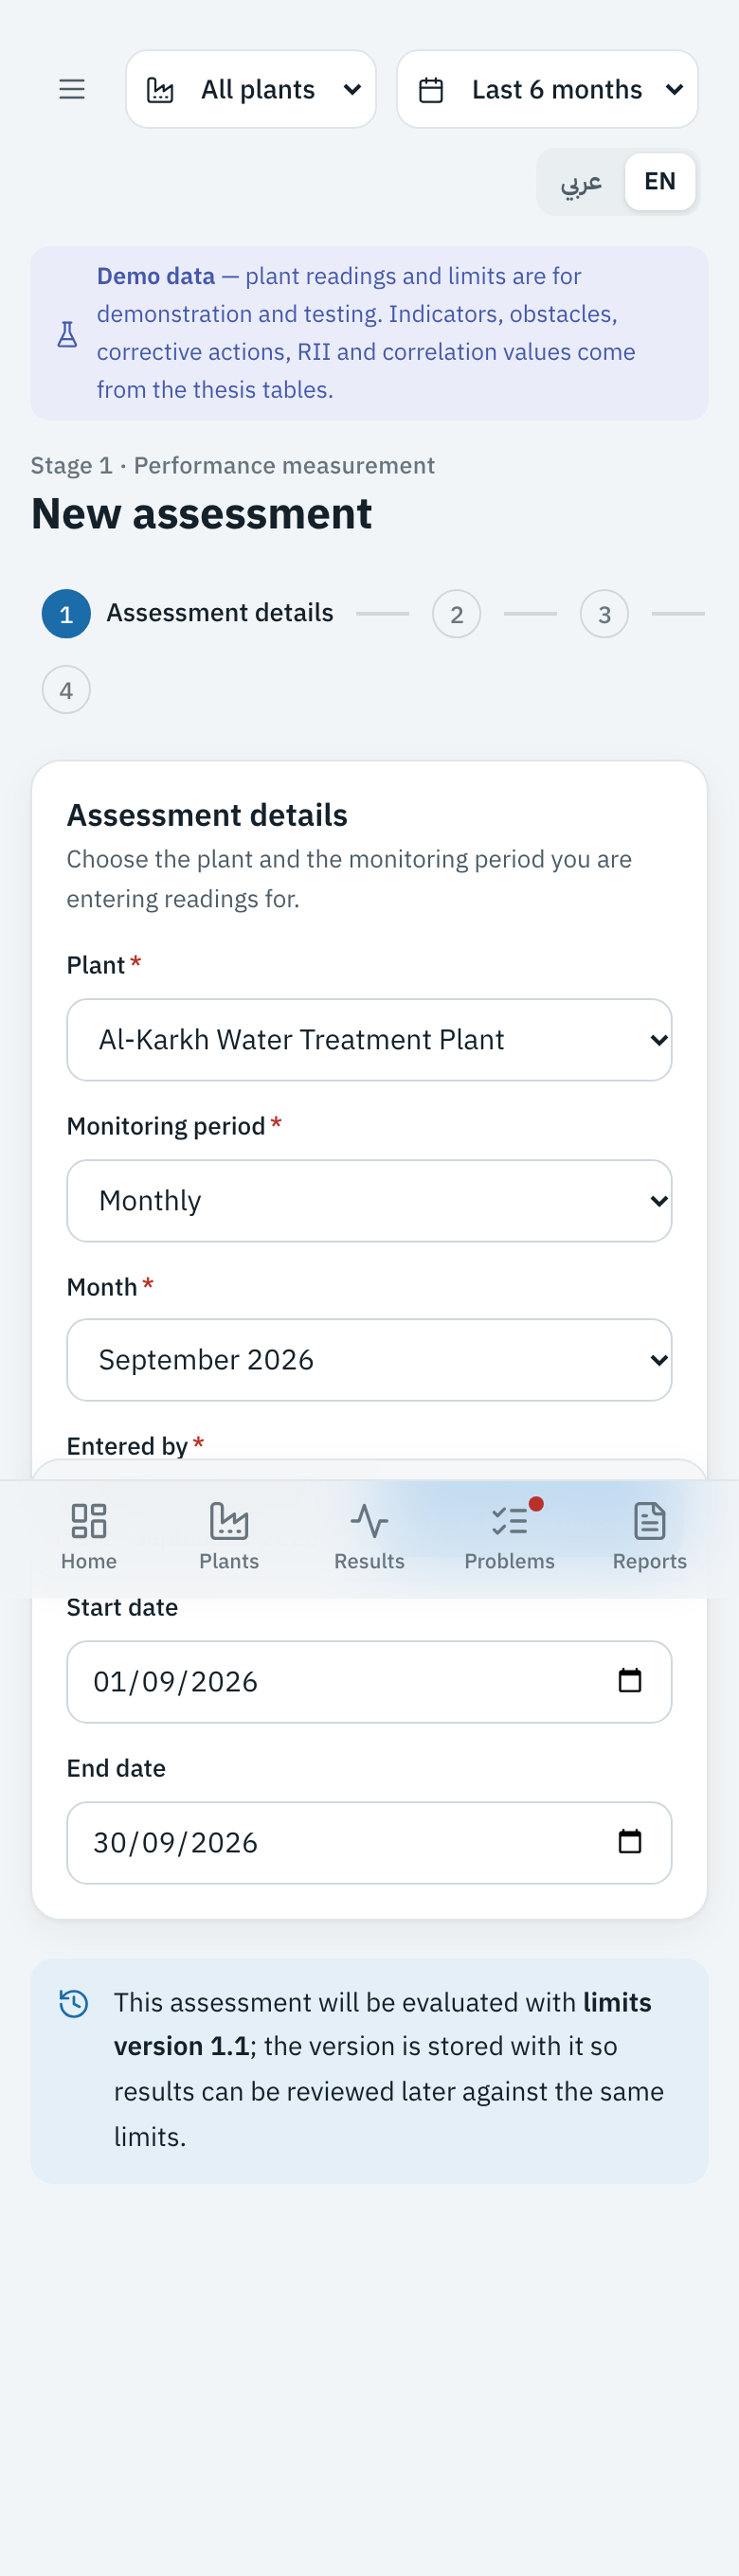 All plants
Last 6 months
عربي
EN
Demo data — plant readings and limits are for
demonstration and testing. Indicators, obstacles,
corrective actions, RII and correlation values come
from the thesis tables.
Stage 1 · Performance measurement
New assessment
1 Assessment details
2
3
4
Assessment details
Choose the plant and the monitoring period you are
entering readings for.
Plant *
Al-Karkh Water Treatment Plant
Monitoring period *
Monthly
Month *
September 2026
Entered by *
Home
Plants
Results
Problems
Reports
Start date
01/09/2026
End date
30/09/2026
This assessment will be evaluated with limits
version 1.1; the version is stored with it so
results can be reviewed later against the same
limits.